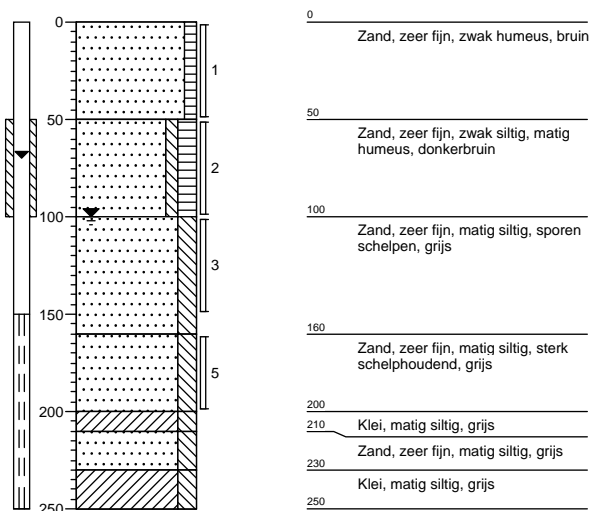 0
50
100
150
200
250
1
2
3
5
0
Zand, zeer fijn, zwak humeus, bruin
50
Zand, zeer fijn, zwak siltig, matig
humeus, donkerbruin
100
Zand, zeer fijn, matig siltig, sporen
schelpen, grijs
160
Zand, zeer fijn, matig siltig, sterk
schelphoudend, grijs
200
Klei, matig siltig, grijs
210
Zand, zeer fijn, matig siltig, grijs
230
Klei, matig siltig, grijs
250